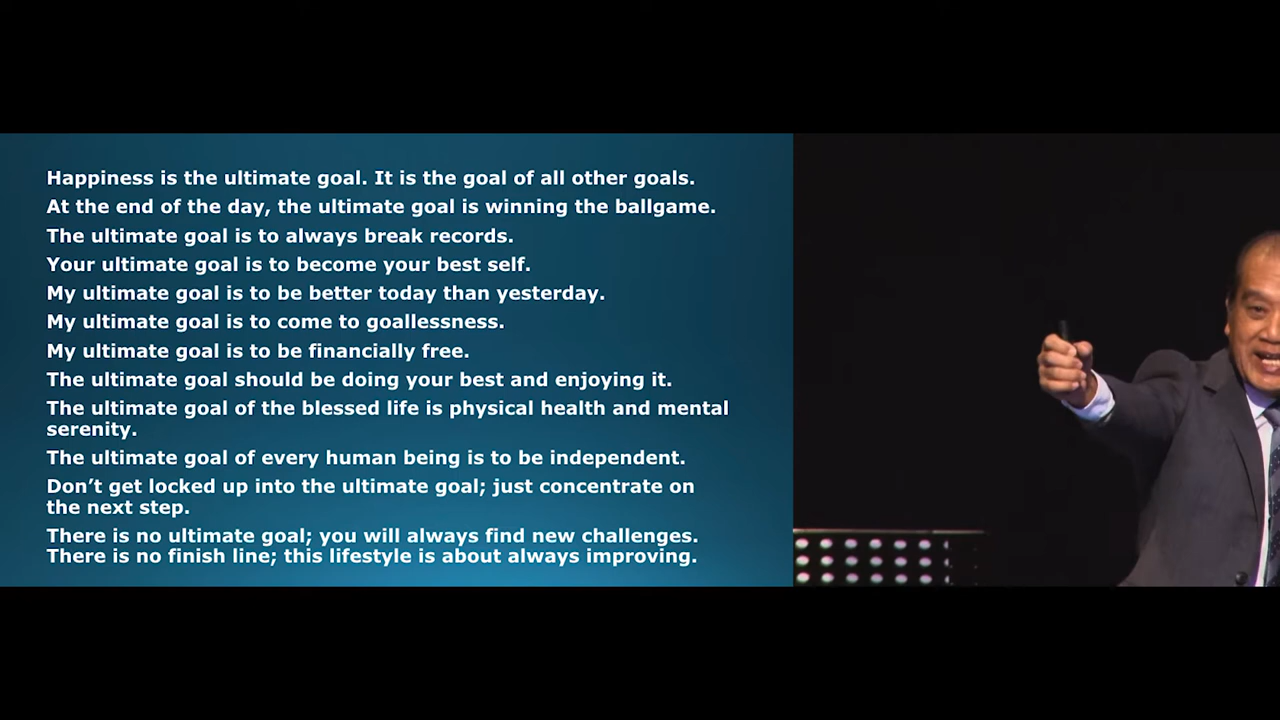 Happiness is the ultimate goal. It is the goal of all other goals.
At the end of the day, the ultimate goal is winning the ballgame.
The ultimate goal is to always break records.
Your ultimate goal is to become your best self.
My ultimate goal is to be better today than yesterday.
My ultimate goal is to come to goallessness.
My ultimate goal is to be financially free.
The ultimate goal should be doing your best and enjoying it.
The ultimate goal of the blessed life is physical health and mental
serenity.
The ultimate goal of every human being is to be independent.
Don’t get locked up into the ultimate goal; just concentrate on
the next step.
There is no ultimate goal; you will always find new challenges.
There is no finish line; this lifestyle is about always improving.